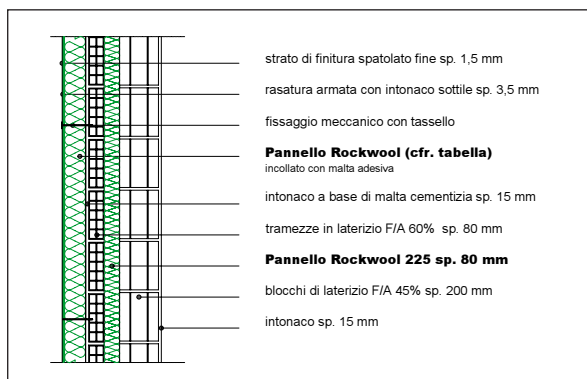 strato di finitura spatolato fine sp. 1,5 mm
rasatura armata con intonaco sottile sp. 3,5 mm
fissaggio meccanico con tassello
Pannello Rockwool (cfr. tabella)
incollato con malta adesiva
intonaco a base di malta cementizia sp. 15 mm
tramezze in laterizio F/A 60% sp. 80 mm
Pannello Rockwool 225 sp. 80 mm
blocchi di laterizio F/A 45% sp. 200 mm
intonaco sp. 15 mm